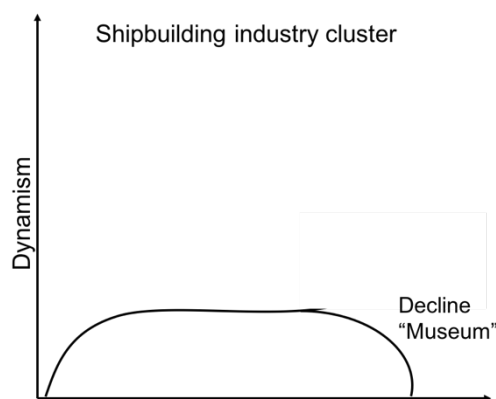 Shipbuilding industry cluster
Dynamism
Decline
“Museum”